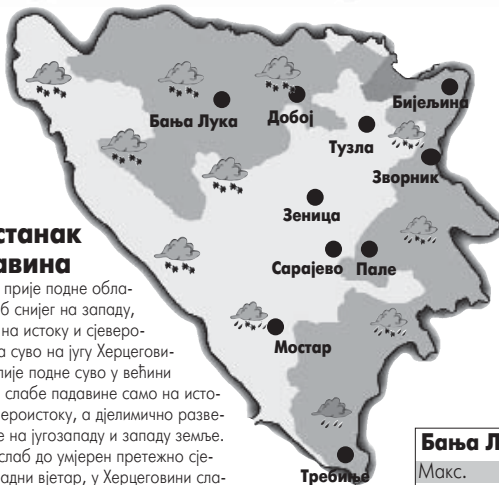 Бања Лука
Добој
Бијељина
Тузла
Зворник
Зеница
Сарајево
Пале
Мостар
Требиње
станак
авина
прије подне обла-
б снијег на западу,
на истоку и сјеверо-
а суво на југу Херцегови-
лије подне суво у већини
слабе падавине само на исто-
ероистоку, а дјелимично разве-
е на југозападу и западу земље.
слаб до умјерен претежно сје-
адни вјетар, у Херцеговини сла-
Бања Л
Макс.